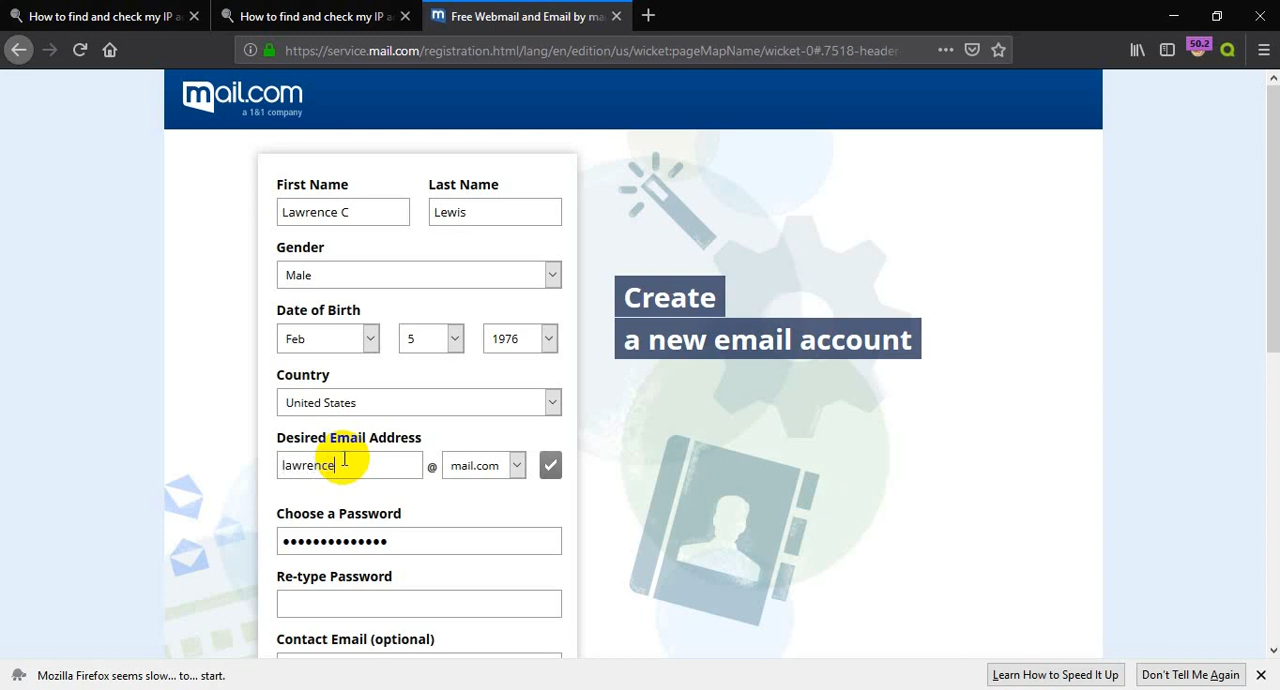 How to find and check my IP a
How to find and check my IP a
Free Webmail and Email by ma
https://service.mail.com/registration.html/lang/en/edition/us/wicket:pageMapName/wicket-0#.7518-header-
50.2
mail.com
a 1&1 company
First Name
Last Name
Lawrence C
Lewis
Gender
Male
Date of Birth
Feb
5
1976
Country
United States
Desired Email Address
lawrence
@
mail.com
Choose a Password
••••••••••••••
Re-type Password
Contact Email (optional)
Create
a new email account
Mozilla Firefox seems slow... to... start.
Learn How to Speed It Up
Don't Tell Me Again